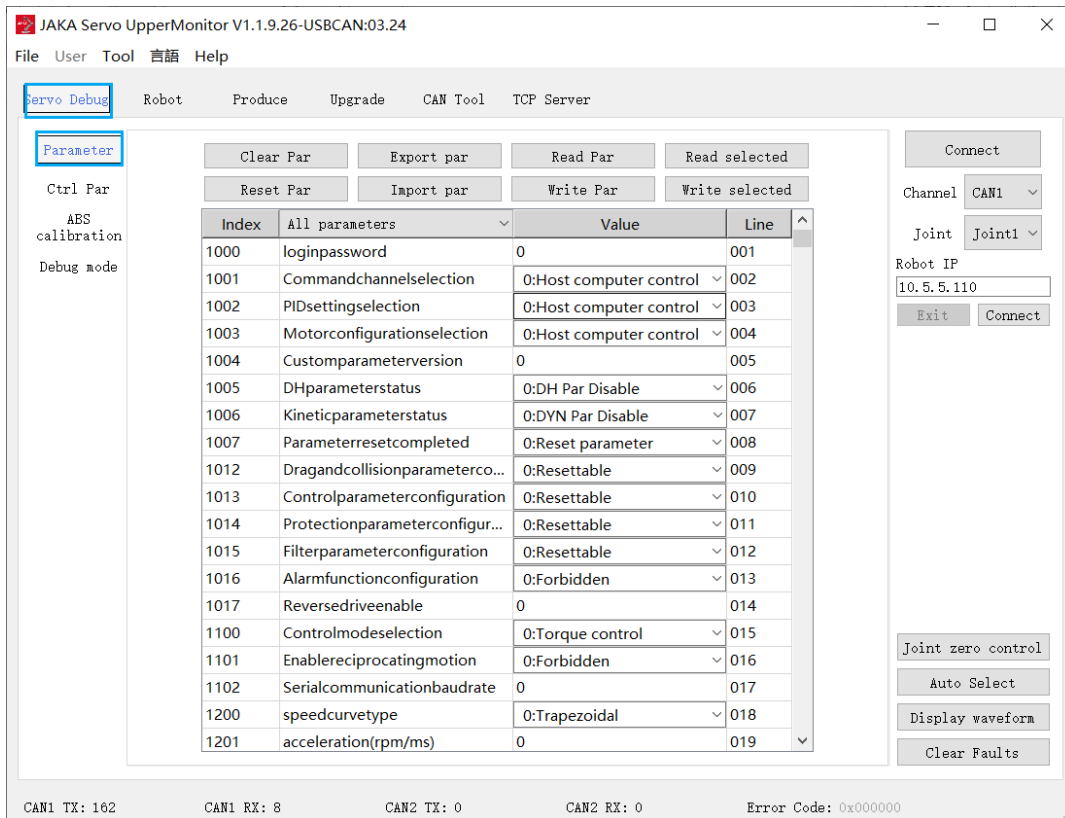 JAKA Servo UpperMonitor V1.1.9.26-USBCAN:03.24
File User Tool 言語 Help
Servo Debug Robot Produce Upgrade CAN Tool TCP Server
Parameter
Ctrl Par
ABS
calibration
Debug mode
Clear Par Export par Read Par Read selected
Reset Par Import par Write Par Write selected
Index All parameters Value Line
1000 loginpassword 0 001
1001 Commandchannelselection 0:Host computer control 002
1002 PIDsettingselection 0:Host computer control 003
1003 Motorconfigurationselection 0:Host computer control 004
1004 Customparameterversion 0 005
1005 DHparameterstatus 0:DH Par Disable 006
1006 Kineticparameterstatus 0:DYN Par Disable 007
1007 Parameterresetcompleted 0:Reset parameter 008
1012 Dragandcollisionparameterco... 0:Resettable 009
1013 Controlparameterconfiguration 0:Resettable 010
1014 Protectionparameterconfigur... 0:Resettable 011
1015 Filterparameterconfiguration 0:Resettable 012
1016 Alarmfunctionconfiguration 0:Forbidden 013
1017 Reversedriveenable 0 014
1100 Controlmodeselection 0:Torque control 015
1101 Enablereciprocatingmotion 0:Forbidden 016
1102 Serialcommunicationbaudrate 0 017
1200 speedcurvetype 0:Trapezoidal 018
1201 acceleration(rpm/ms) 0 019
Connect
Channel CAN1
Joint Joint1
Robot IP
10.5.5.110
Exit Connect
Joint zero control
Auto Select
Display waveform
Clear Faults
CAN1 TX: 162 CAN1 RX: 8 CAN2 TX: 0 CAN2 RX: 0 Error Code: 0x000000